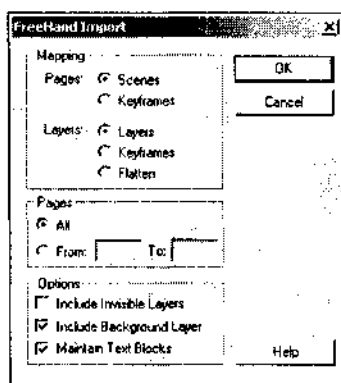 FreeHand Import
Mapping
Pages: Scenes
Keyframes
Layers: Layers
Keyframes
Flatten
Pages
All
From: To:
Options
Include Invisible Layers
Include Background Layer
Maintain Text Blocks
OK
Cancel
Help